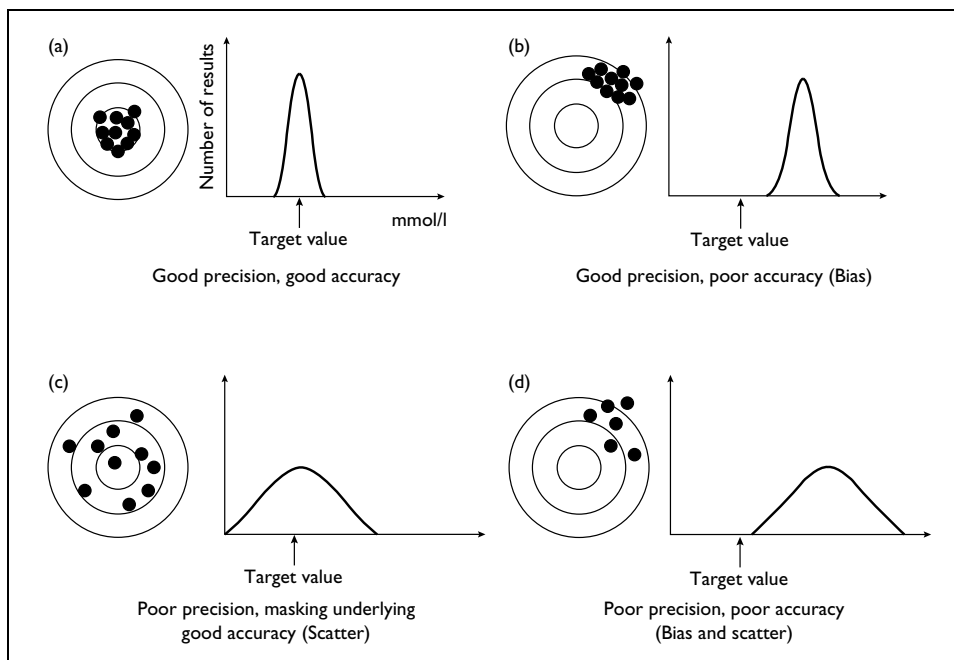 (a)
Number of results
mmol/l
Target value
Good precision, good accuracy
(b)
Target value
Good precision, poor accuracy (Bias)
(c)
Target value
Poor precision, masking underlying
good accuracy (Scatter)
(d)
Target value
Poor precision, poor accuracy
(Bias and scatter)